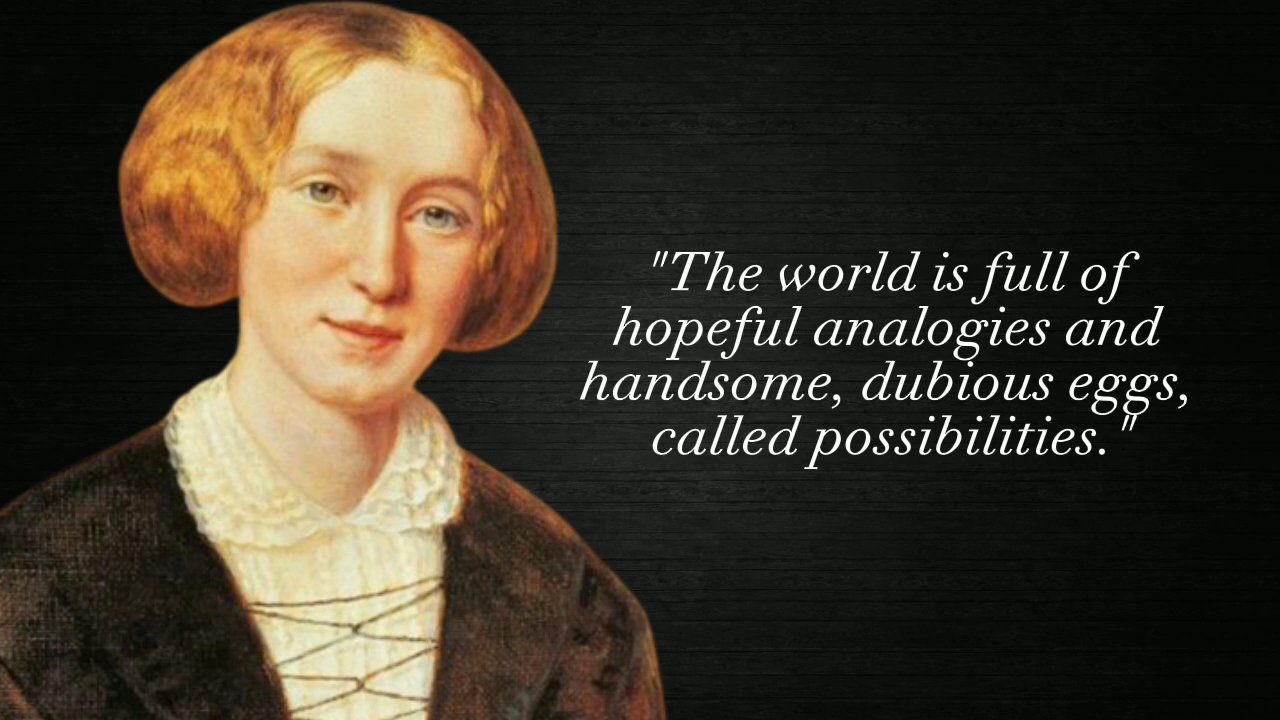 "The world is full of
hopeful analogies and
handsome, dubious eggs,
called possibilities."